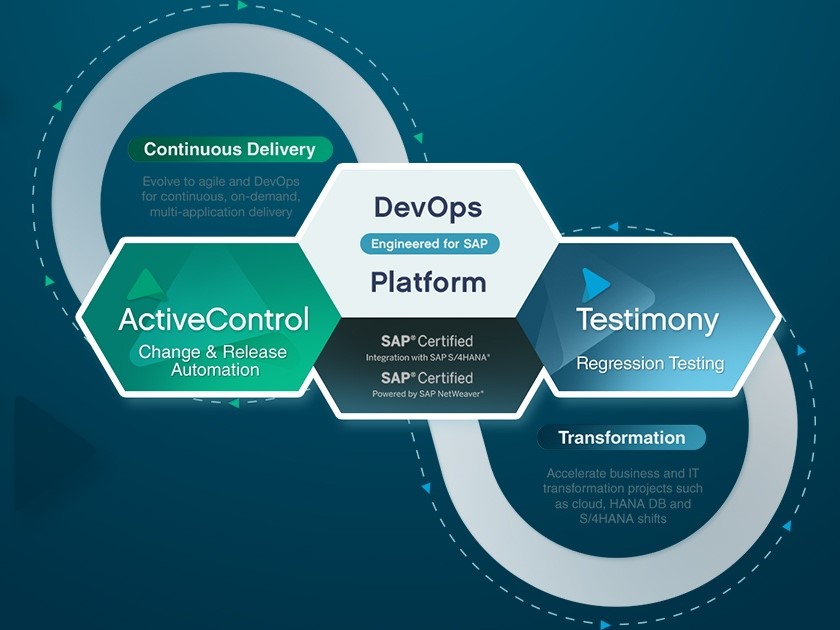 Continuous Delivery
Evolve to agile and DevOps
for continuous, on-demand,
multi-application delivery
DevOps
Engineered for SAP
Platform
ActiveControl
Change & Release
Automation
SAP® Certified
Integration with SAP S/4HANA®
SAP® Certified
Powered by SAP NetWeaver®
Testimony
Regression Testing
Transformation
Accelerate business and IT
transformation projects such
as cloud, HANA DB and
S/4HANA shifts